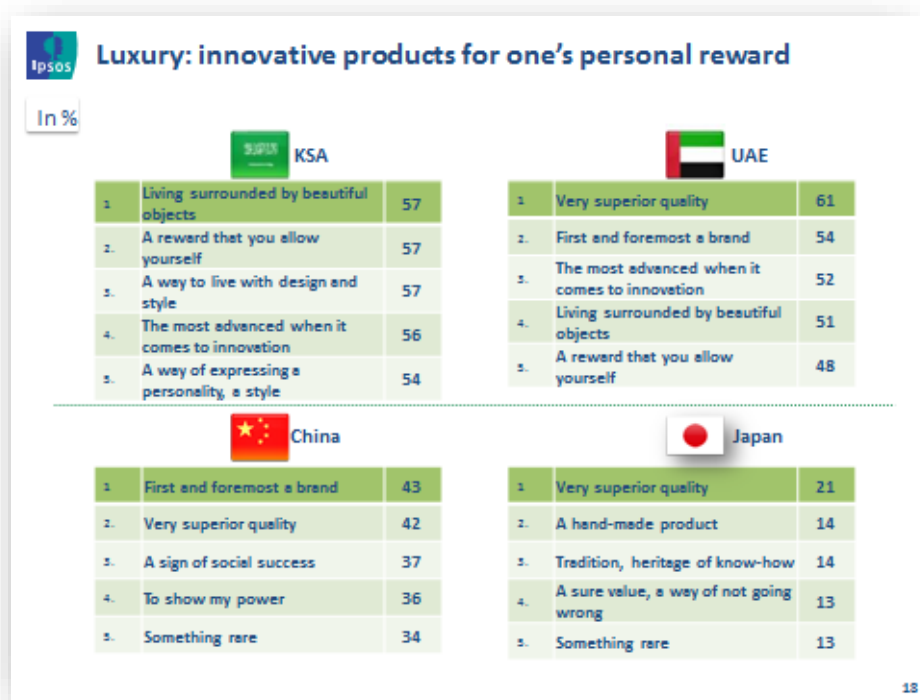 Ipsos
Luxury: innovative products for one's personal reward
In %
KSA
1 Living surrounded by beautiful
objects 57
2. A reward that you allow
yourself 57
3. A way to live with design and
style 57
4. The most advanced when it
comes to innovation 56
5. A way of expressing a
personality, a style 54
UAE
1 Very superior quality 61
2. First and foremost a brand 54
3. The most advanced when it
comes to innovation 52
4. Living surrounded by beautiful
objects 51
5. A reward that you allow
yourself 48
China
1 First and foremost a brand 43
2. Very superior quality 42
3. A sign of social success 37
4. To show my power 36
5. Something rare 34
Japan
1 Very superior quality 21
2. A hand-made product 14
3. Tradition, heritage of know-how 14
4. A sure value, a way of not going
wrong 13
5. Something rare 13
18